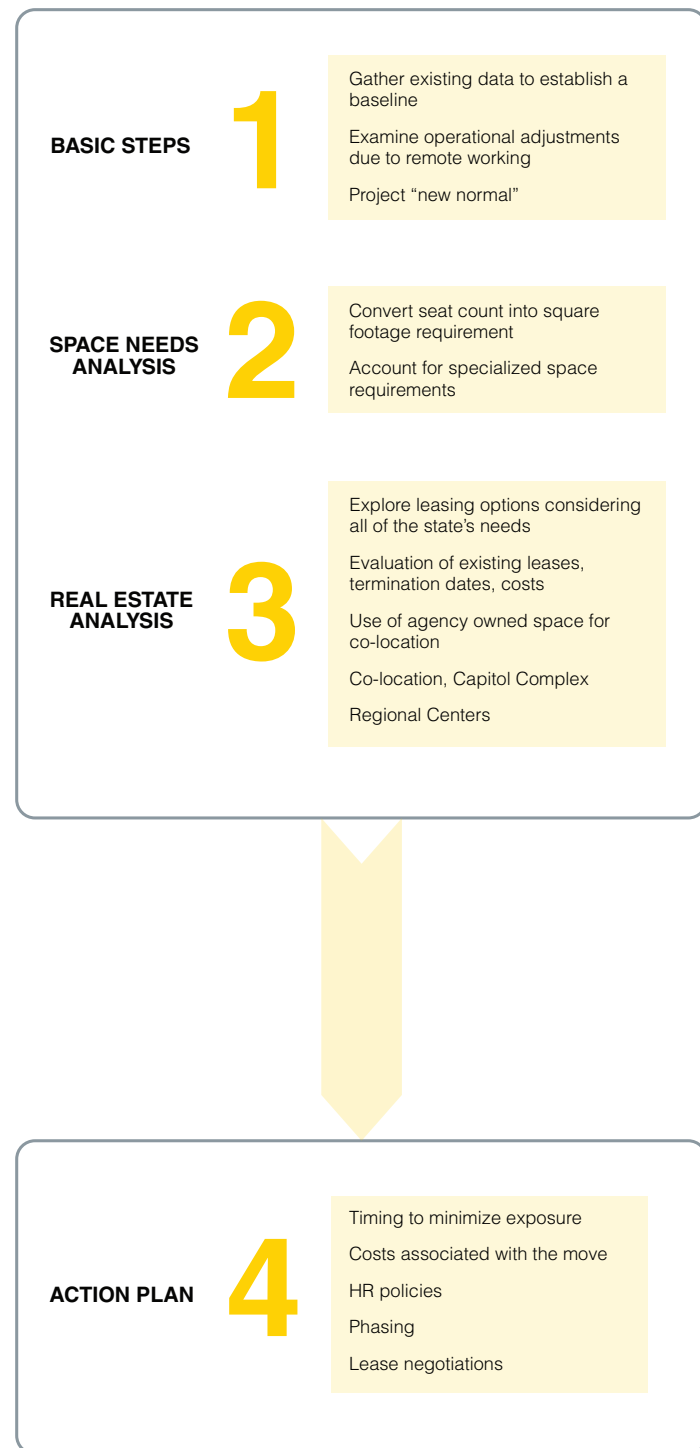 BASIC STEPS
1
Gather existing data to establish a
baseline
Examine operational adjustments
due to remote working
Project “new normal”
SPACE NEEDS
ANALYSIS
2
Convert seat count into square
footage requirement
Account for specialized space
requirements
REAL ESTATE
ANALYSIS
3
Explore leasing options considering
all of the state’s needs
Evaluation of existing leases,
termination dates, costs
Use of agency owned space for
co-location
Co-location, Capitol Complex
Regional Centers
ACTION PLAN
4
Timing to minimize exposure
Costs associated with the move
HR policies
Phasing
Lease negotiations